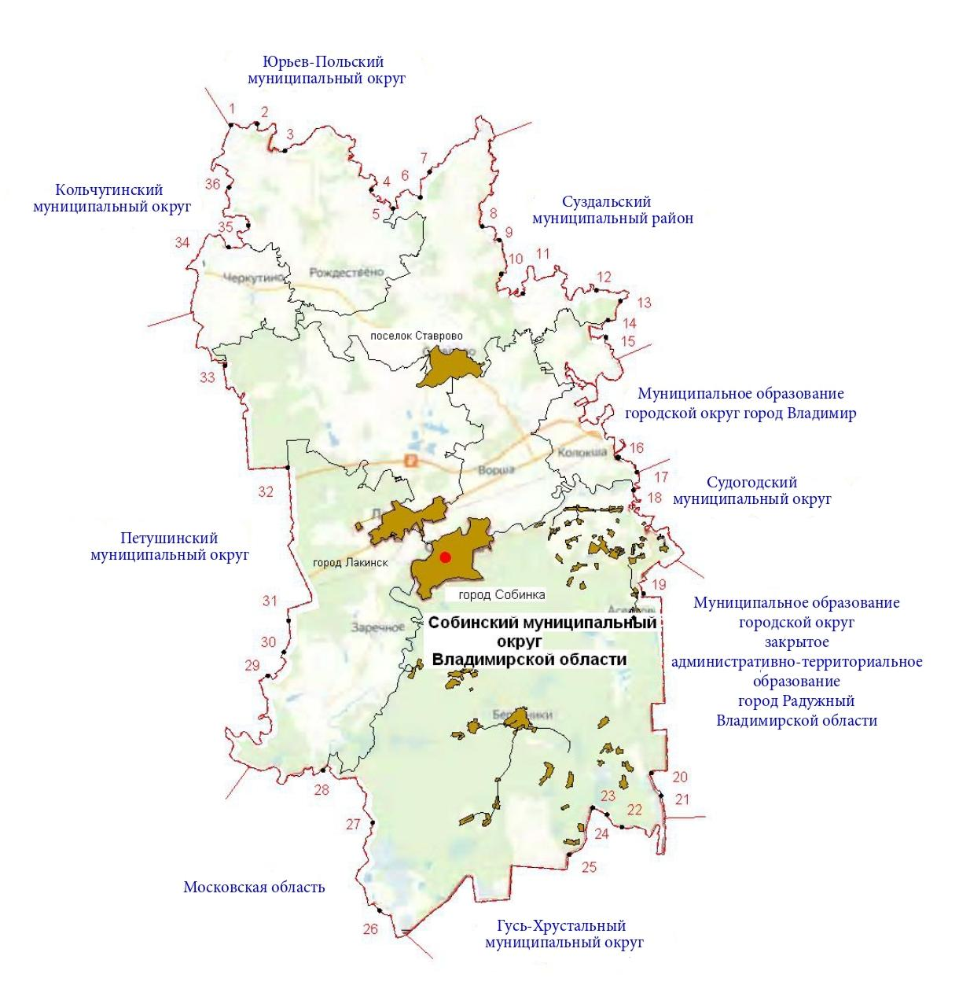 Юрьев-Польский
муниципальный округ
1
2
3
4
5
6
7
Кольчугинский
муниципальный округ
36
35
34
Суздальский
муниципальный район
8
9
10
11
12
13
14
15
Черкутино
Рождествено
поселок Ставрово
33
Муниципальное образование
городской округ город Владимир
Колокша
16
Ворша
17
18
Судогодский
муниципальный округ
32
Петушинский
муниципальный округ
город Лакинск
город Собинка
19
31
Заречное
Собинский муниципальный
округ
Владимирской области
30
29
Муниципальное образование
городской округ
закрытое
административно-территориальное
образование
город Радужный
Владимирской области
20
21
28
27
23
22
24
25
Московская область
26
Гусь-Хрустальный
муниципальный округ